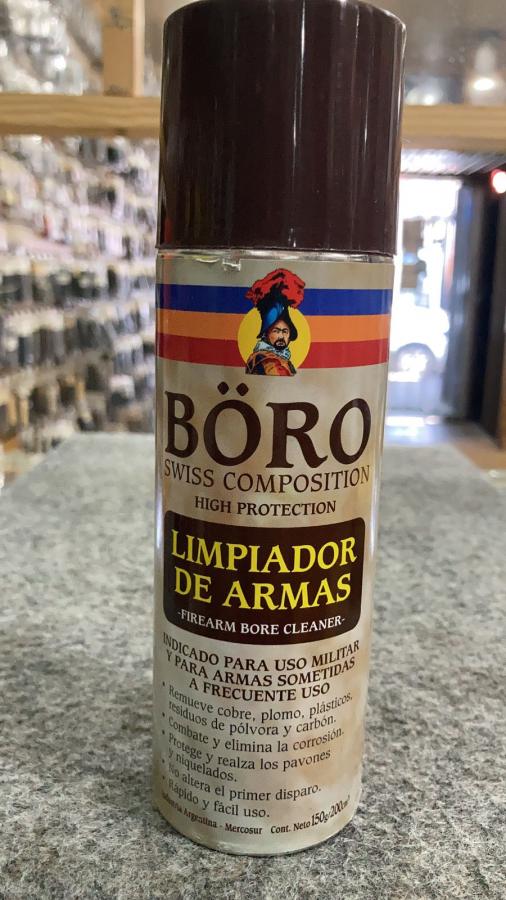 BÖRO
SWISS COMPOSITION
HIGH PROTECTION
LIMPIADOR
DE ARMAS
-FIREARM BORE CLEANER-
INDICADO PARA USO MILITAR
Y PARA ARMAS SOMETIDAS
A FRECUENTE USO
• Remueve cobre, plomo, plásticos,
residuos de pólvora y carbón.
• Combate y elimina la corrosión.
• Protege y realza los pavones
y niquelados.
• No altera el primer disparo.
• Rápido y fácil uso.
Industria Argentina - Mercosur Cont. Neto 150g/200cm³